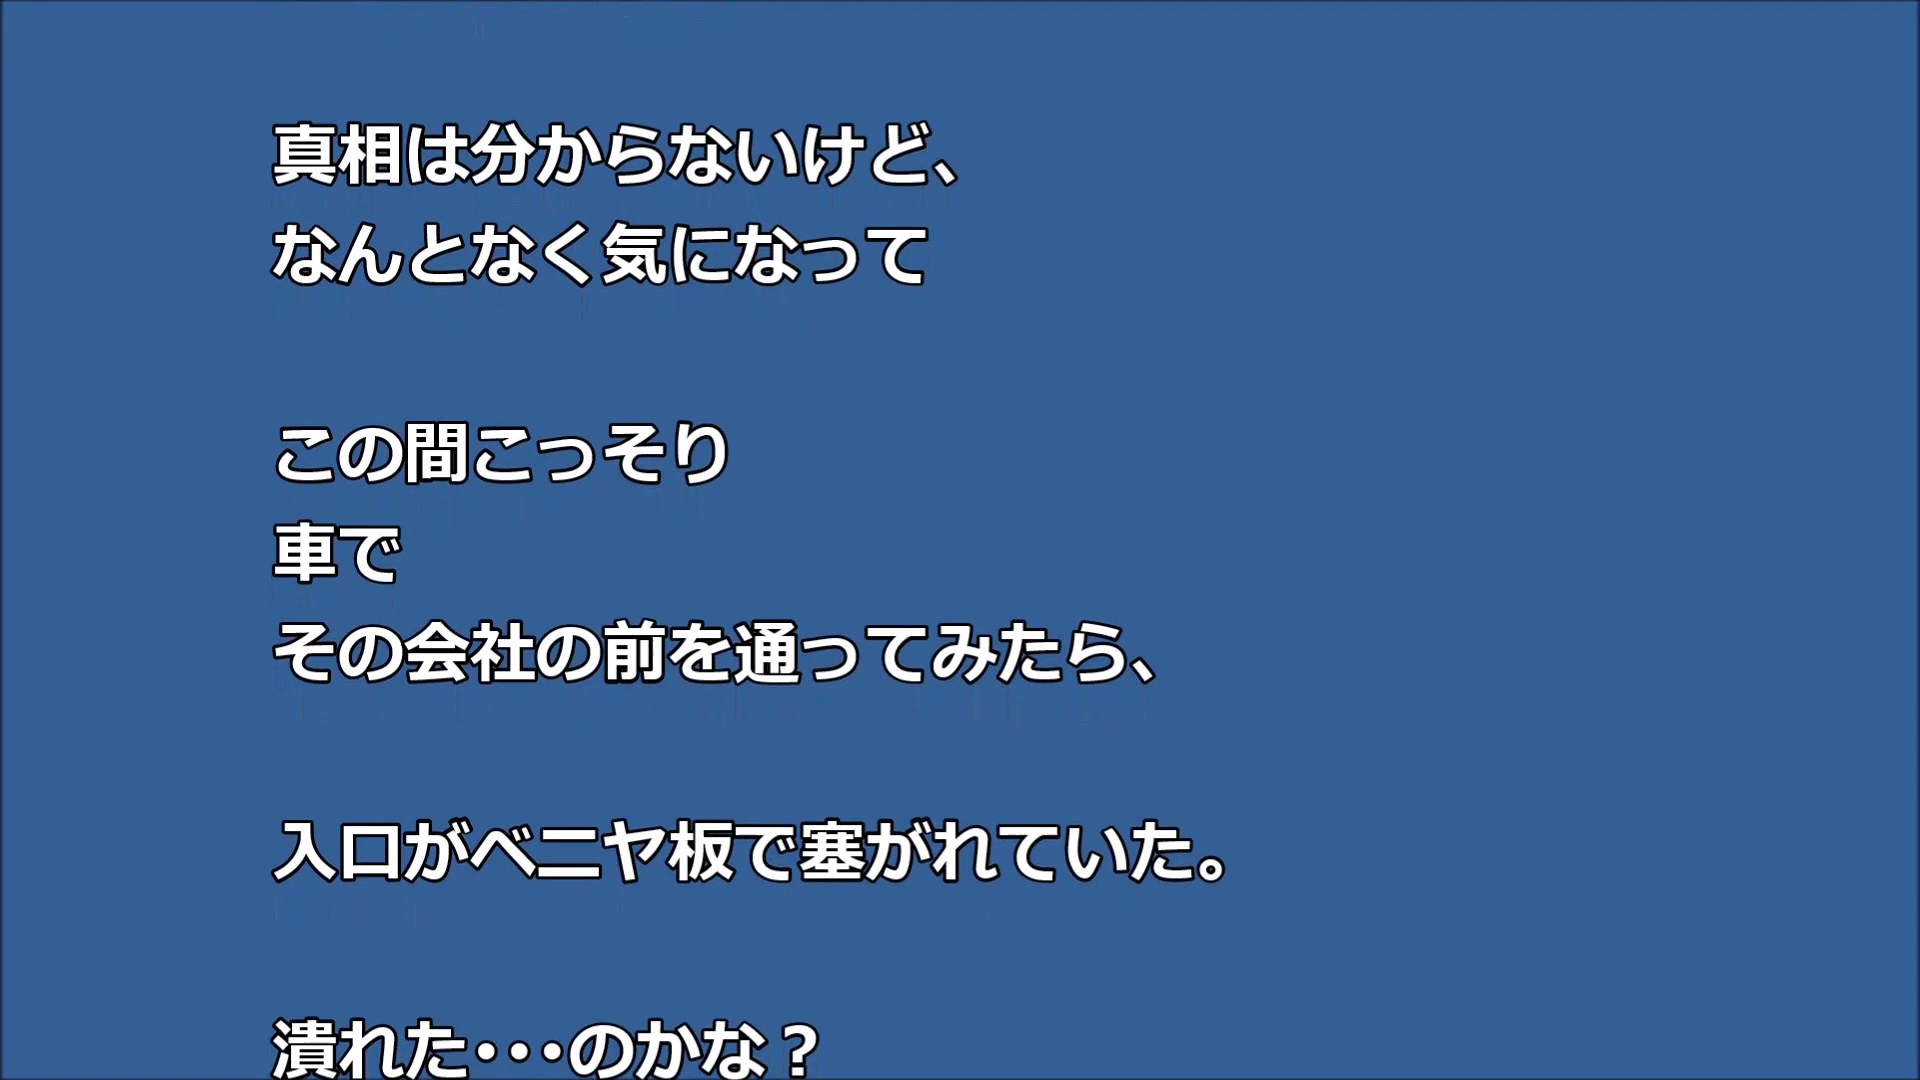 真相は分からないけど、
なんとなく気になって
この間こっそり
車で
その会社の前を通ってみたら、
入口がベニヤ板で塞がれていた。
潰れた･･･のかな？